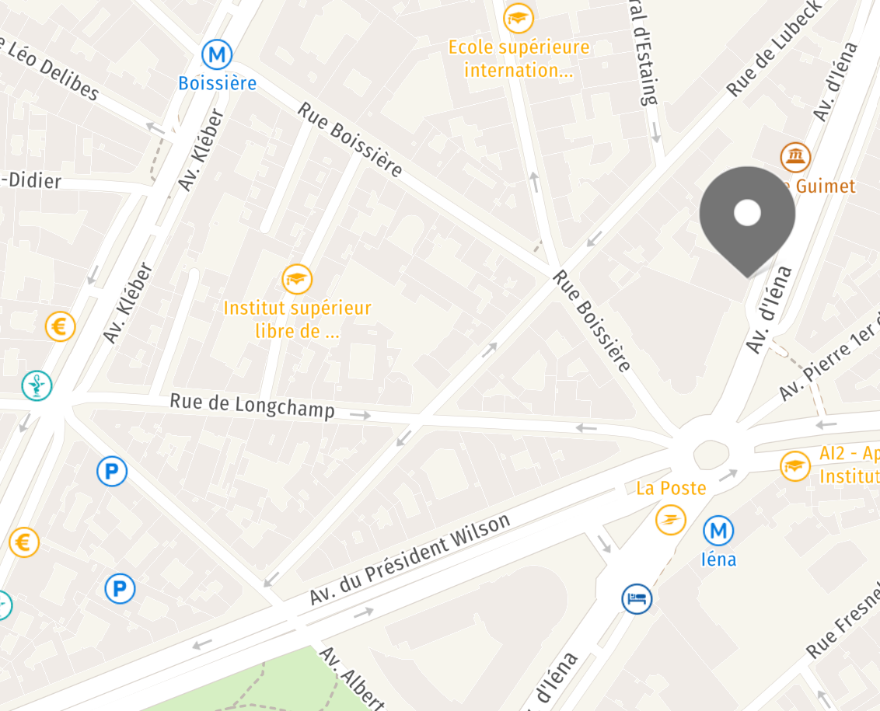 Ecole supérieure
internation...
ral d'Estaing
Rue de Lubeck
Av. d'Iéna
M
Boissière
Léo Delibes
Rue Boissière
Av. Kléber
-Didier
Guimet
Institut supérieur
libre de ...
Rue Boissière
Av. d'Iéna
Av. Kléber
€
Av. Pierre 1er d
Rue de Longchamp
P
AI2 - Ap
Institut
La Poste
M
Iéna
Av. du Président Wilson
€
P
Rue Fresnel
Av. Albert
d'Iéna